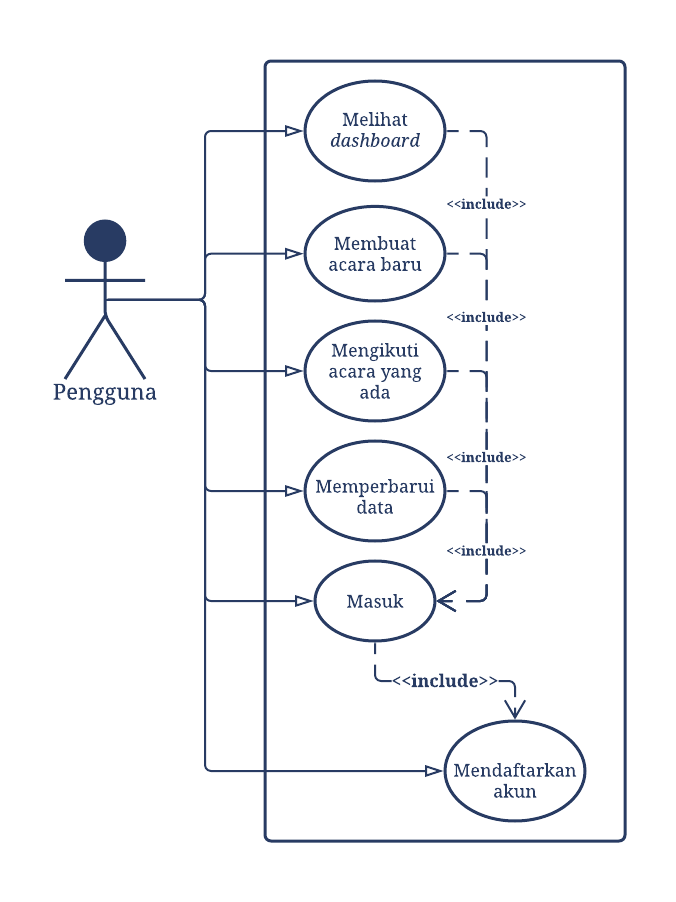 Melihat
dashboard
<<include>>
Membuat
acara baru
<<include>>
Mengikuti
acara yang
ada
Pengguna
<<include>>
Memperbarui
data
<<include>>
Masuk
<<include>>
Mendaftarkan
akun